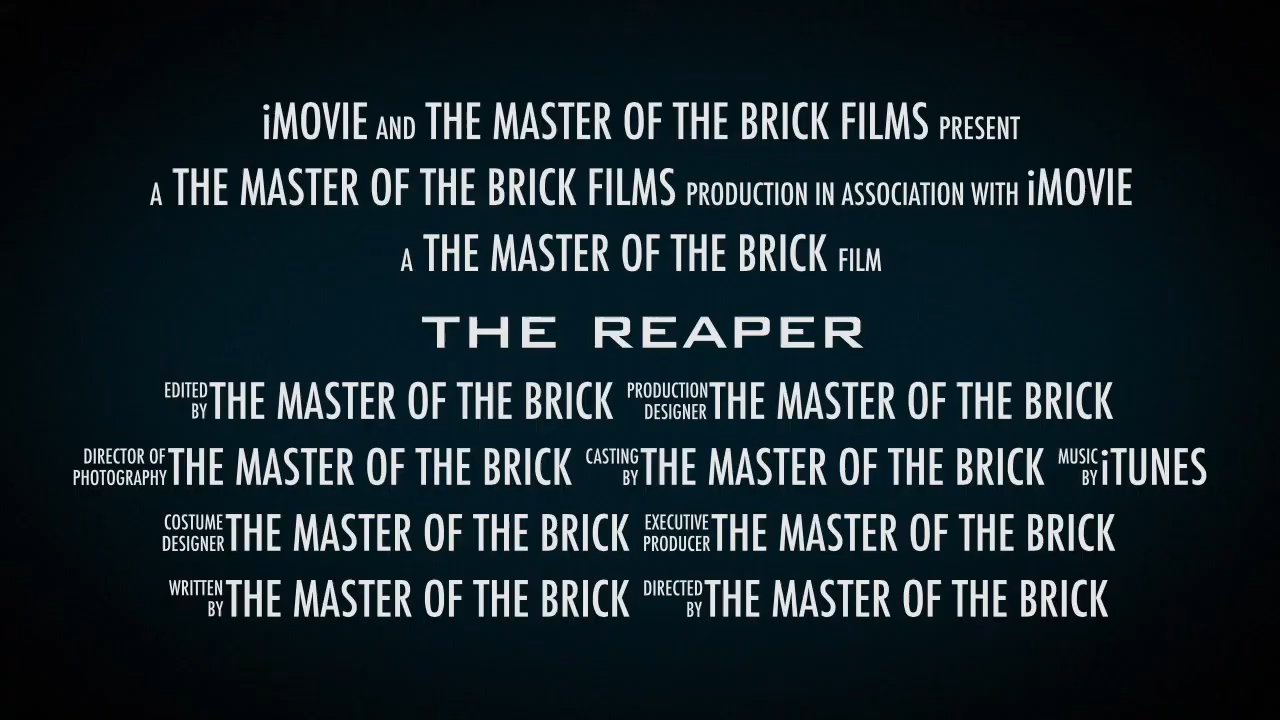 iMOVIE AND THE MASTER OF THE BRICK FILMS PRESENT
A THE MASTER OF THE BRICK FILMS PRODUCTION IN ASSOCIATION WITH iMOVIE
A THE MASTER OF THE BRICK FILM
THE REAPER
EDITED BY THE MASTER OF THE BRICK PRODUCTION DESIGNER THE MASTER OF THE BRICK
DIRECTOR OF PHOTOGRAPHY THE MASTER OF THE BRICK CASTING BY THE MASTER OF THE BRICK MUSIC BY iTUNES
COSTUME DESIGNER THE MASTER OF THE BRICK EXECUTIVE PRODUCER THE MASTER OF THE BRICK
WRITTEN BY THE MASTER OF THE BRICK DIRECTED BY THE MASTER OF THE BRICK